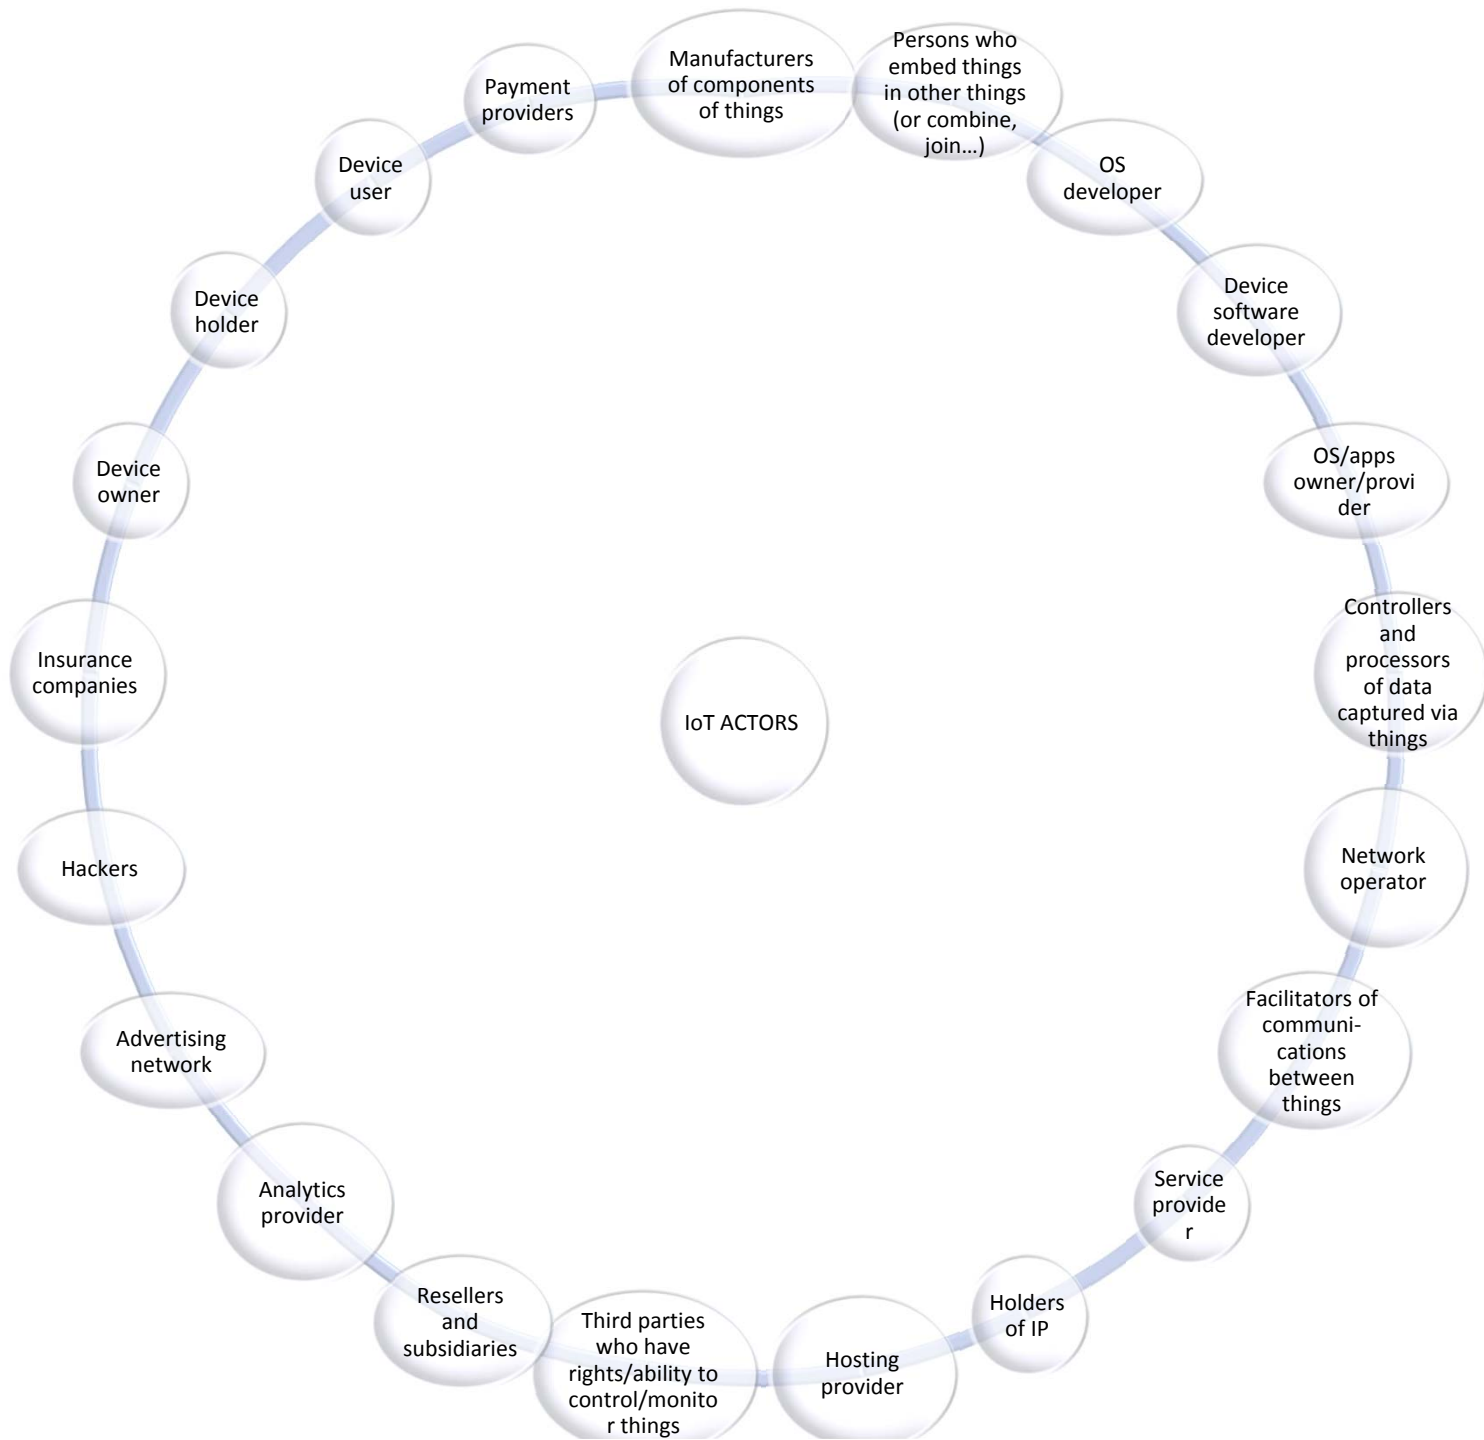 Manufacturers
of components
of things
Persons who
embed things
in other things
(or combine,
join...)
OS
developer
Device
software
developer
OS/apps
owner/provi
der
Controllers
and
processors
of data
captured via
things
Network
operator
Facilitators of
communi-
cations
between
things
Service
provide
r
Holders
of IP
Hosting
provider
Third parties
who have
rights/ability to
control/monito
r things
Resellers
and
subsidiaries
Analytics
provider
Advertising
network
Hackers
Insurance
companies
Device
owner
Device
holder
Device
user
Payment
providers
IoT ACTORS